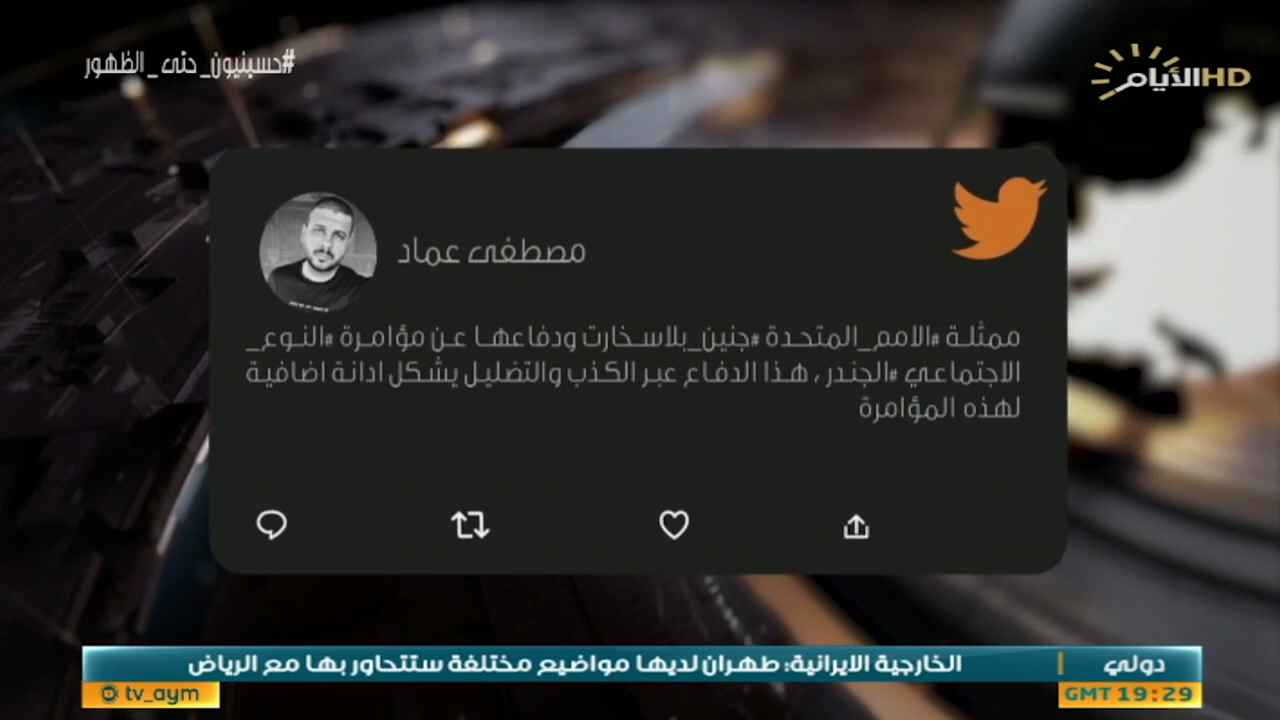 #حسينيون_حتى_الظهور
الأيام HD
مصطفى عماد
ممثلة #الامم_المتحدة #جنين_بلاسخارت ودفاعها عن مؤامرة #النوع_
الاجتماعي #الجندر ، هذا الدفاع عبر الكذب والتضليل يشكل ادانة اضافية
لهذه المؤامرة
دولي
الخارجية الايرانية: طهران لديها مواضيع مختلفة ستتحاور بها مع الرياض
GMT 19:29
tv_aym